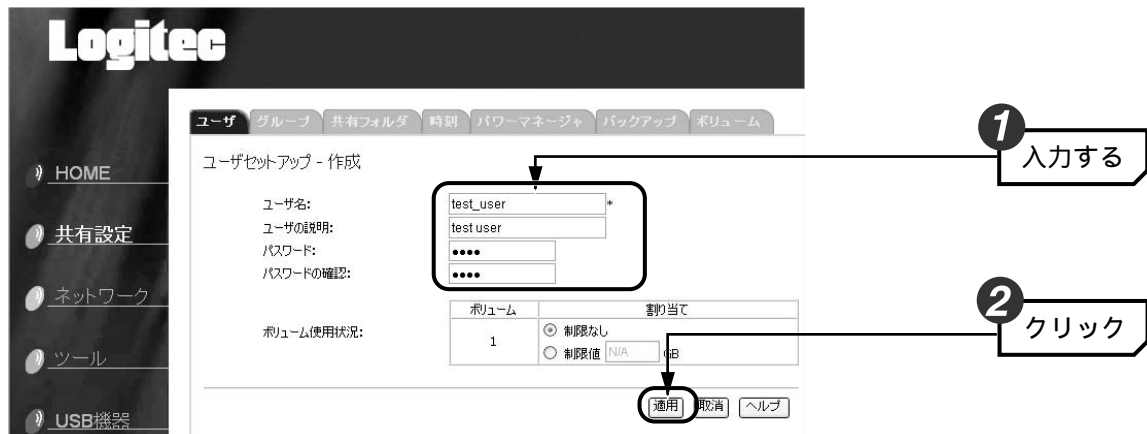 Logitec
ユーザ グループ 共有フォルダ 時刻 パワーマネージャ バックアップ ボリューム
ユーザセットアップ - 作成
HOME
共有設定
ネットワーク
ツール
USB機器
ユーザ名: test_user *
ユーザの説明: test user
パスワード: ●●●●
パスワードの確認: ●●●●
ボリューム使用状況:
ボリューム 割り当て
1 制限なし
制限値 N/A GB
適用 取消 ヘルプ
1 入力する
2 クリック